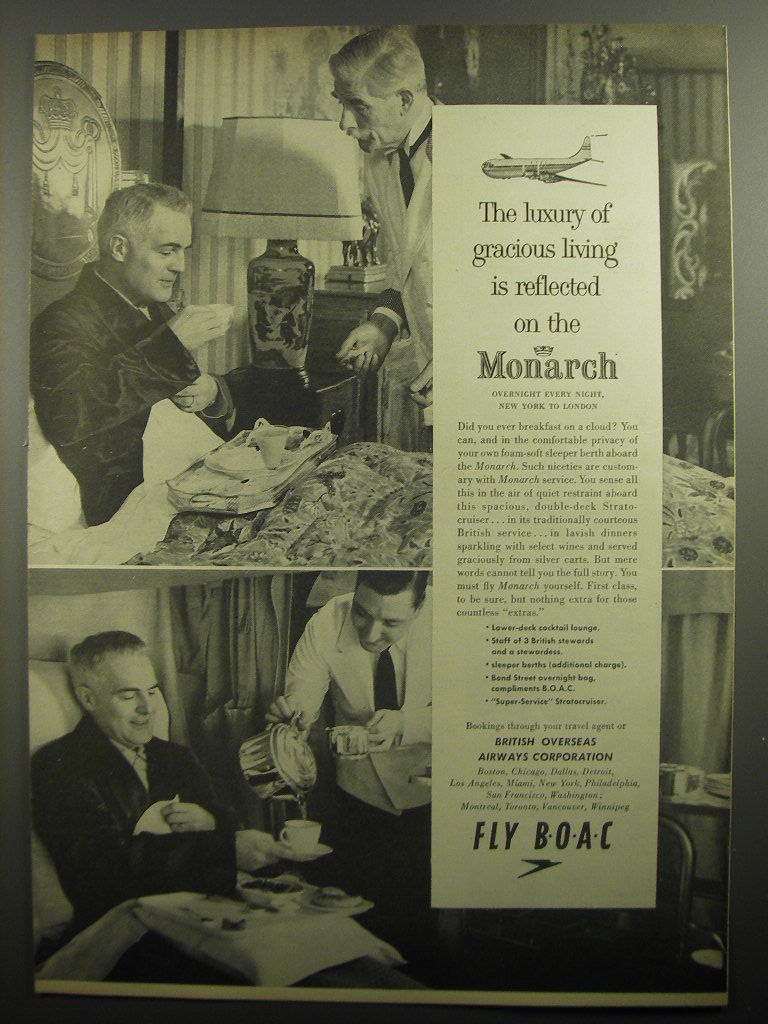 The luxury of
gracious living
is reflected
on the
Monarch
OVERNIGHT EVERY NIGHT,
NEW YORK TO LONDON
Did you ever breakfast on a cloud? You
can, and in the comfortable privacy of
your own foam-soft sleeper berth aboard
the Monarch. Such niceties are custom-
ary with Monarch service. You sense all
this in the air of quiet restraint aboard
this spacious, double-deck Strato-
cruiser... in its traditionally courteous
British service... in lavish dinners
sparkling with select wines and served
graciously from silver carts. But mere
words cannot tell you the full story. You
must fly Monarch yourself. First class,
to be sure, but nothing extra for those
countless "extras."
• Lower-deck cocktail lounge.
• Staff of 3 British stewards
and a stewardess.
• sleeper berths (additional charge).
• Bond Street overnight bag,
compliments B.O.A.C.
• "Super-Service" Stratocruiser.
Bookings through your travel agent or
BRITISH OVERSEAS
AIRWAYS CORPORATION
Boston, Chicago, Dallas, Detroit,
Los Angeles, Miami, New York, Philadelphia,
San Francisco, Washington;
Montreal, Toronto, Vancouver, Winnipeg
FLY B·O·A·C